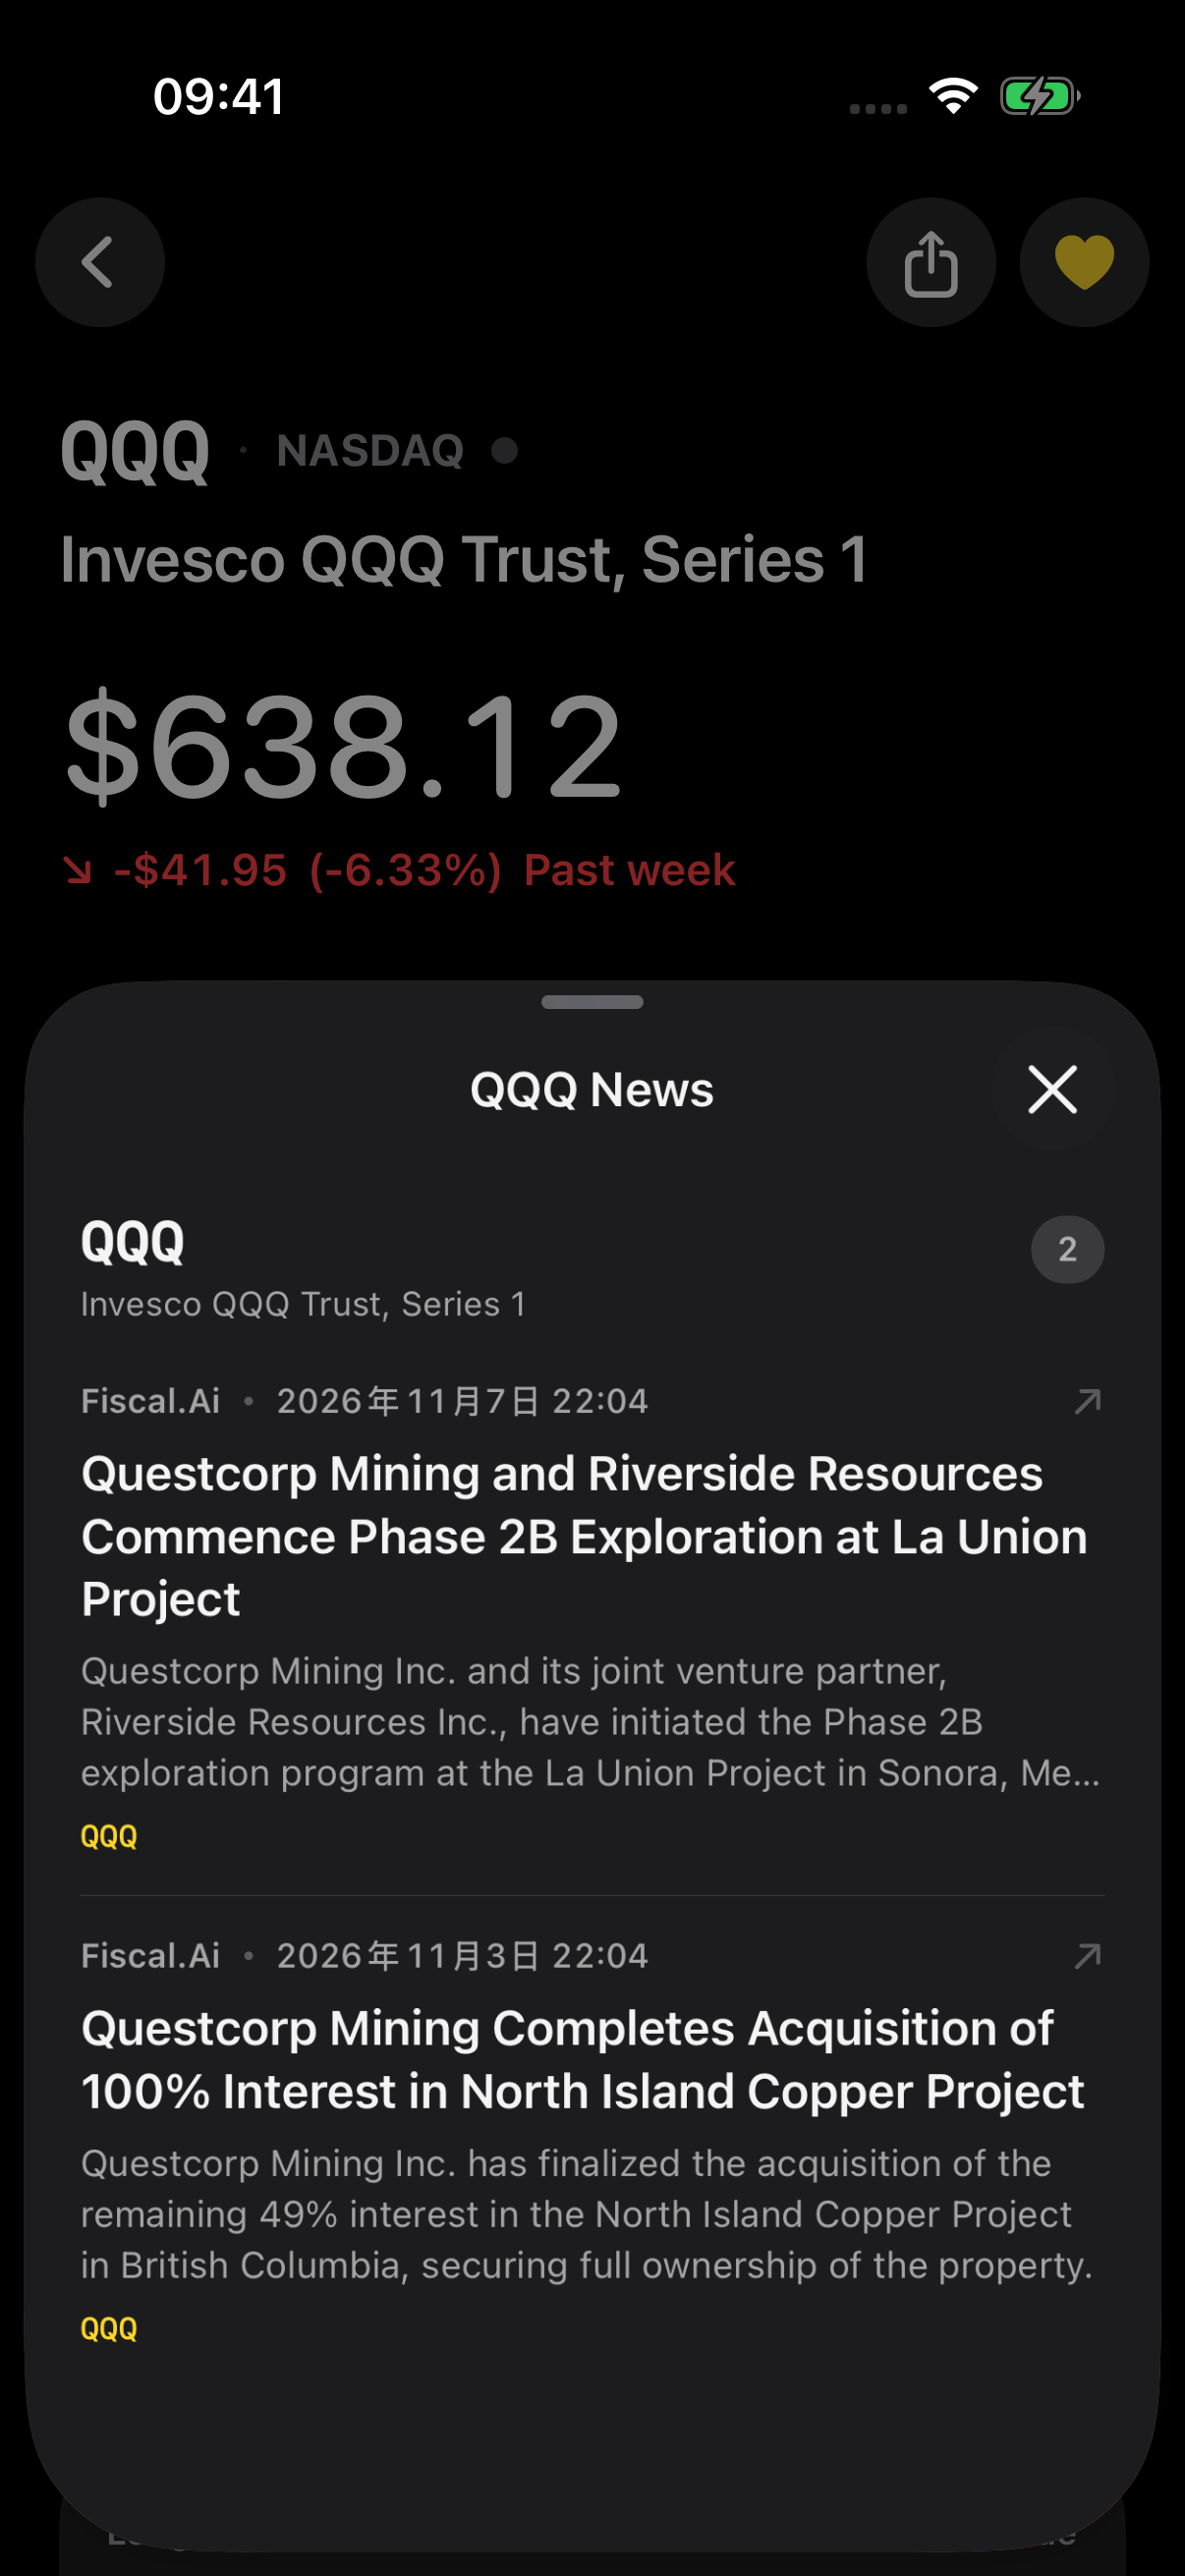 09:41
QQQ · NASDAQ
Invesco QQQ Trust, Series 1
$638.12
-$41.95 (-6.33%) Past week
QQQ News
QQQ
2
Invesco QQQ Trust, Series 1
Fiscal.Ai • 2026年11月7日 22:04
Questcorp Mining and Riverside Resources
Commence Phase 2B Exploration at La Union
Project
Questcorp Mining Inc. and its joint venture partner,
Riverside Resources Inc., have initiated the Phase 2B
exploration program at the La Union Project in Sonora, Me...
QQQ
Fiscal.Ai • 2026年11月3日 22:04
Questcorp Mining Completes Acquisition of
100% Interest in North Island Copper Project
Questcorp Mining Inc. has finalized the acquisition of the
remaining 49% interest in the North Island Copper Project
in British Columbia, securing full ownership of the property.
QQQ